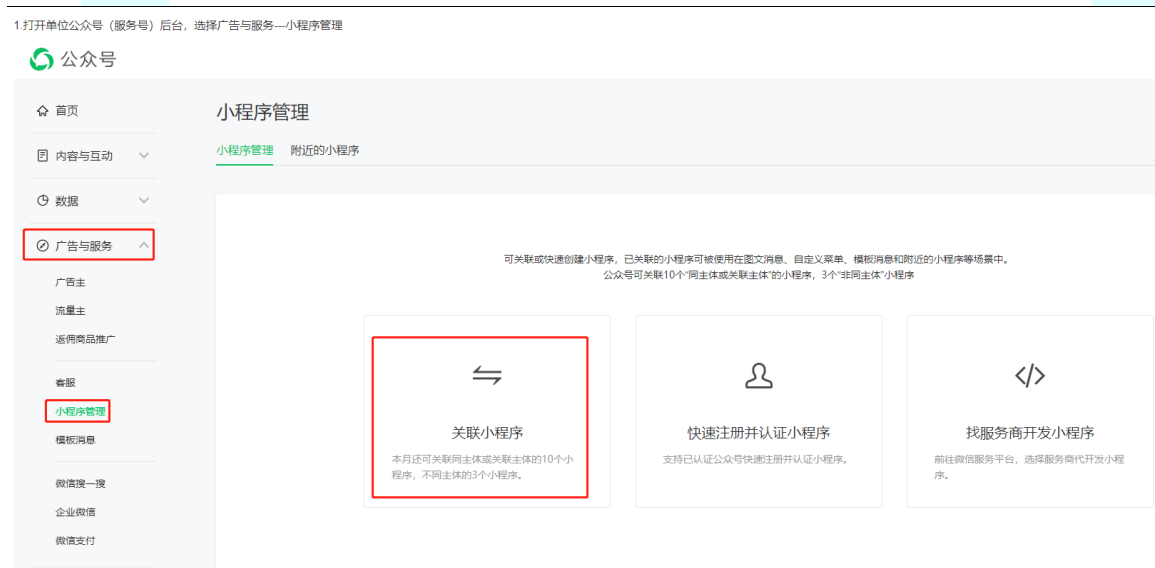 1.打开单位公众号（服务号）后台，选择广告与服务---小程序管理
公众号
首页
内容与互动
数据
广告与服务
广告主
流量主
返佣商品推广
客服
小程序管理
模板消息
微信搜一搜
企业微信
微信支付
小程序管理
小程序管理 附近的小程序
可关联或快速创建小程序，已关联的小程序可被使用在图文消息、自定义菜单、模板消息和附近的小程序等场景中。
公众号可关联10个“同主体或关联主体”的小程序，3个“非同主体”小程序
关联小程序
本月还可关联同主体或关联主体的10个小
程序，不同主体的3个小程序。
快速注册并认证小程序
支持已认证公众号快速注册并认证小程序。
找服务商开发小程序
前往微信服务平台，选择服务商代开发小程
序。